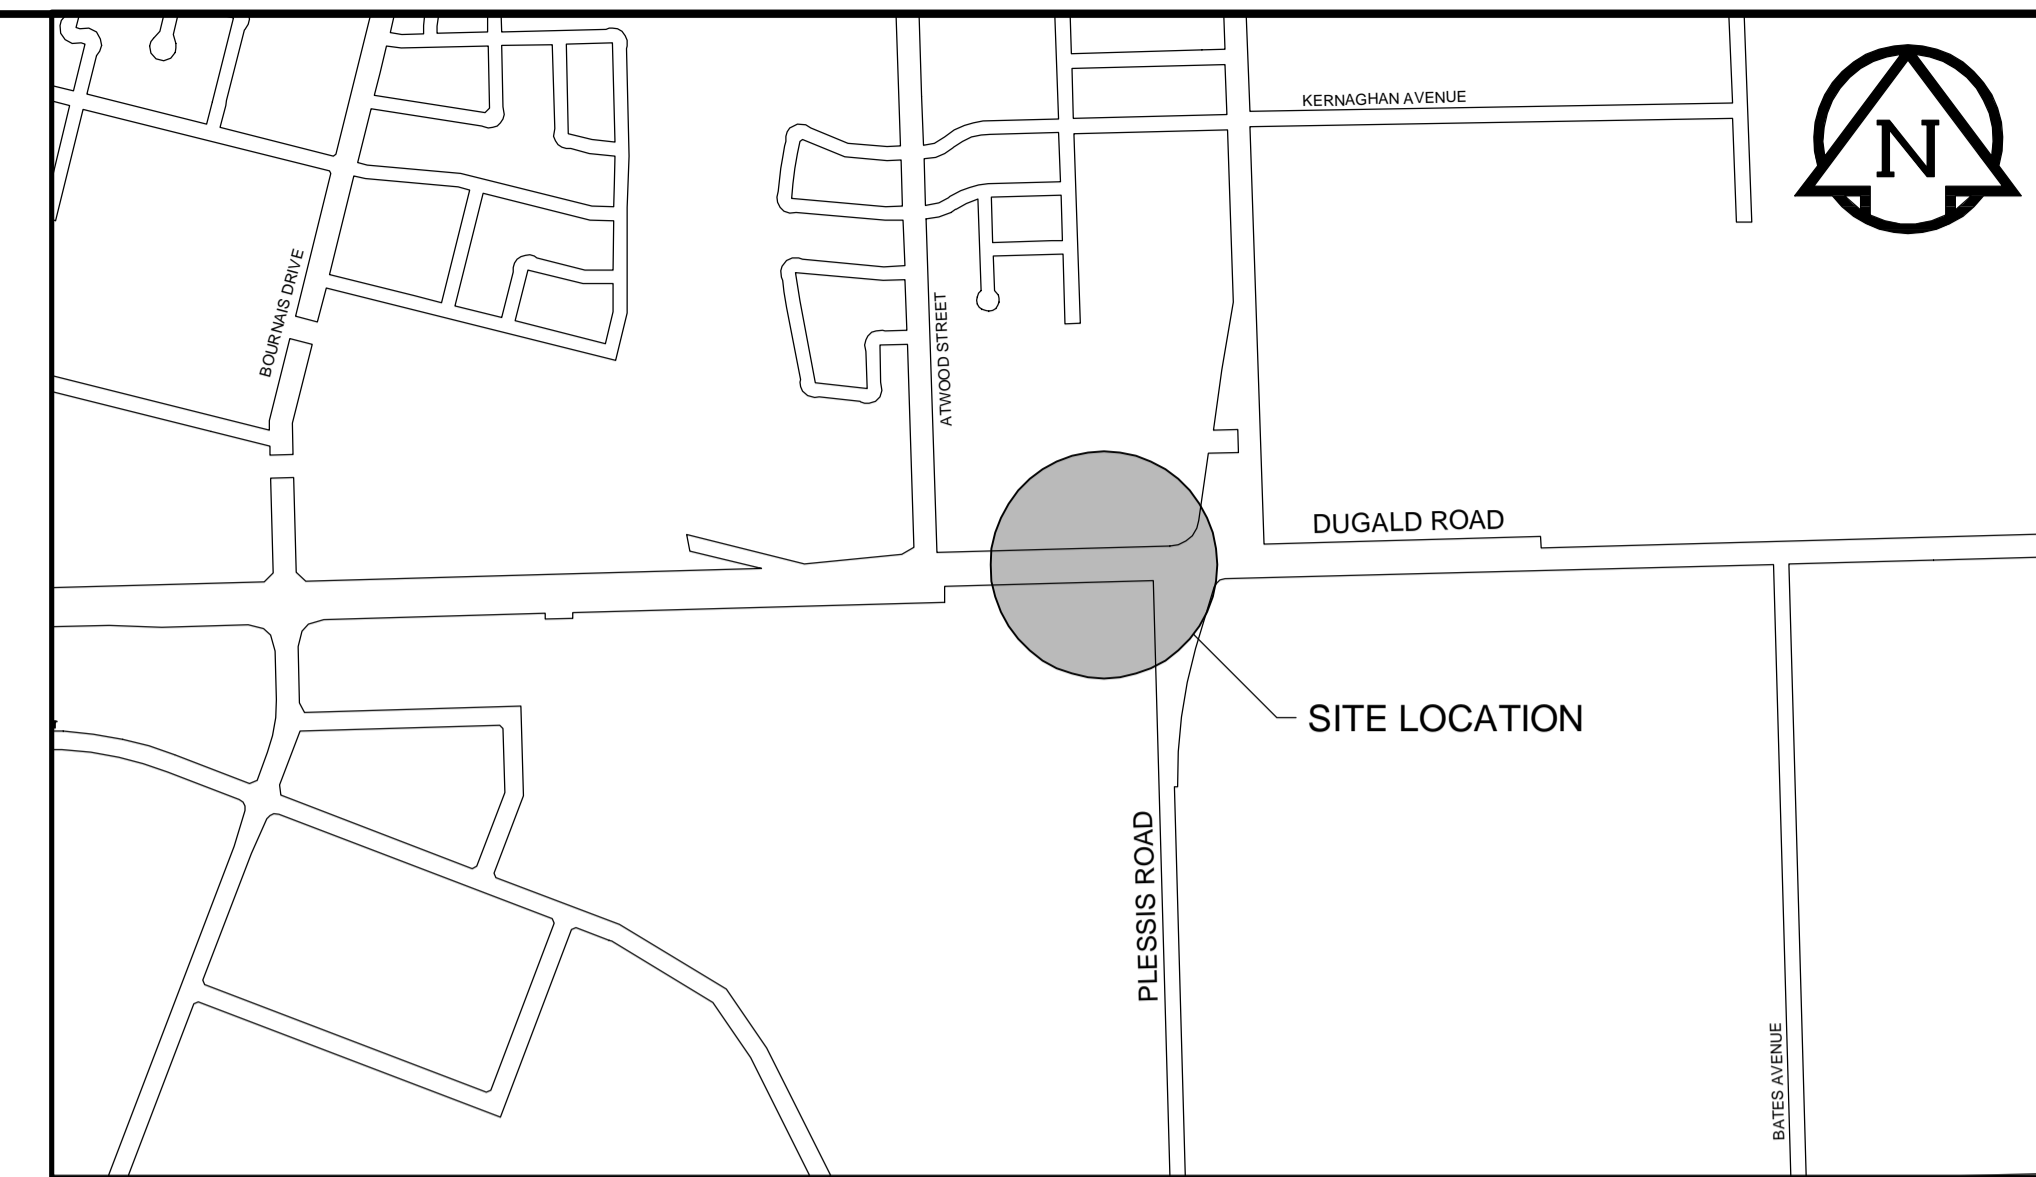 KERNAGHAN AVENUE
N
BOURNAIS DRIVE
ATWOOD STREET
DUGALD ROAD
SITE LOCATION
PLESSIS ROAD
BATES AVENUE